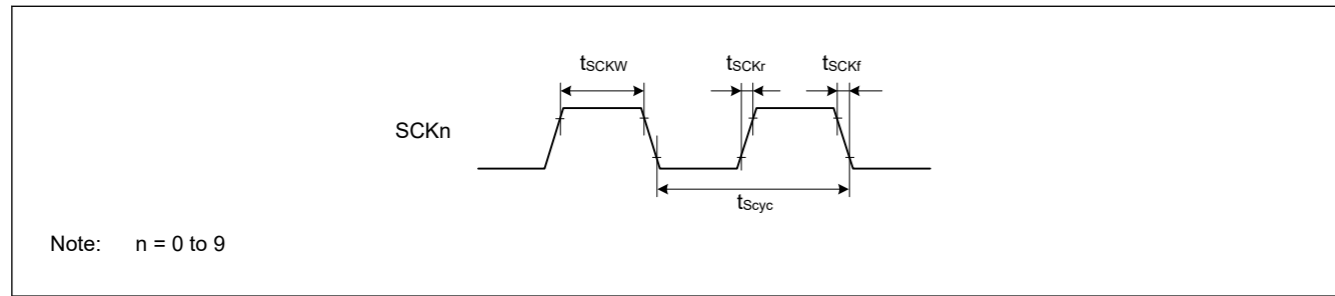 tSCKW tSCKr tSCKf
SCKn
tScyc
Note: n = 0 to 9